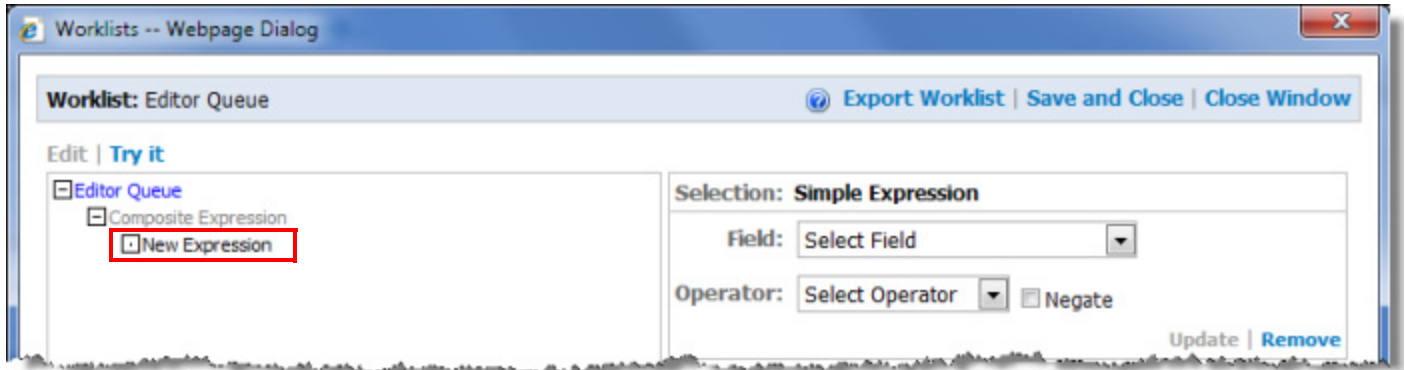 Worklists -- Webpage Dialog
Worklist: Editor Queue
Export Worklist | Save and Close | Close Window
Edit | Try it
Editor Queue
Composite Expression
New Expression
Selection: Simple Expression
Field: Select Field
Operator: Select Operator Negate
Update | Remove